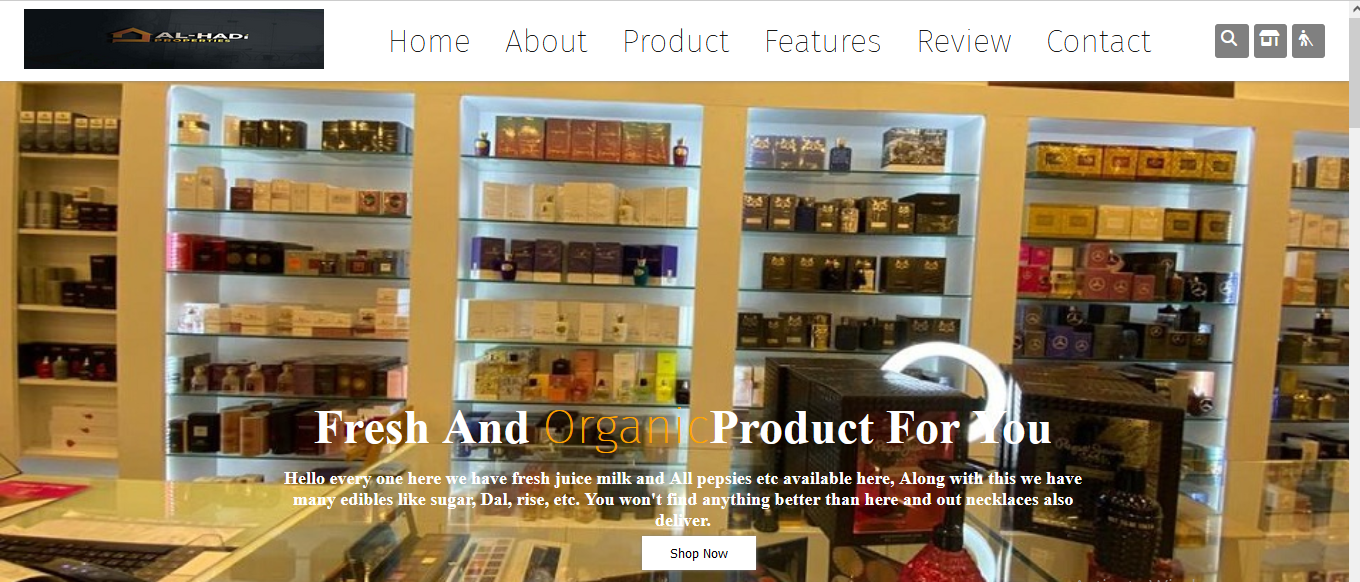 AL-HADI
PROPERTIES
Home About Product Features Review Contact
Fresh And OrganicProduct For You
Hello every one here we have fresh juice milk and All pepsies etc available here, Along with this we have
many edibles like sugar, Dal, rise, etc. You won't find anything better than here and out necklaces also
deliver.
Shop Now